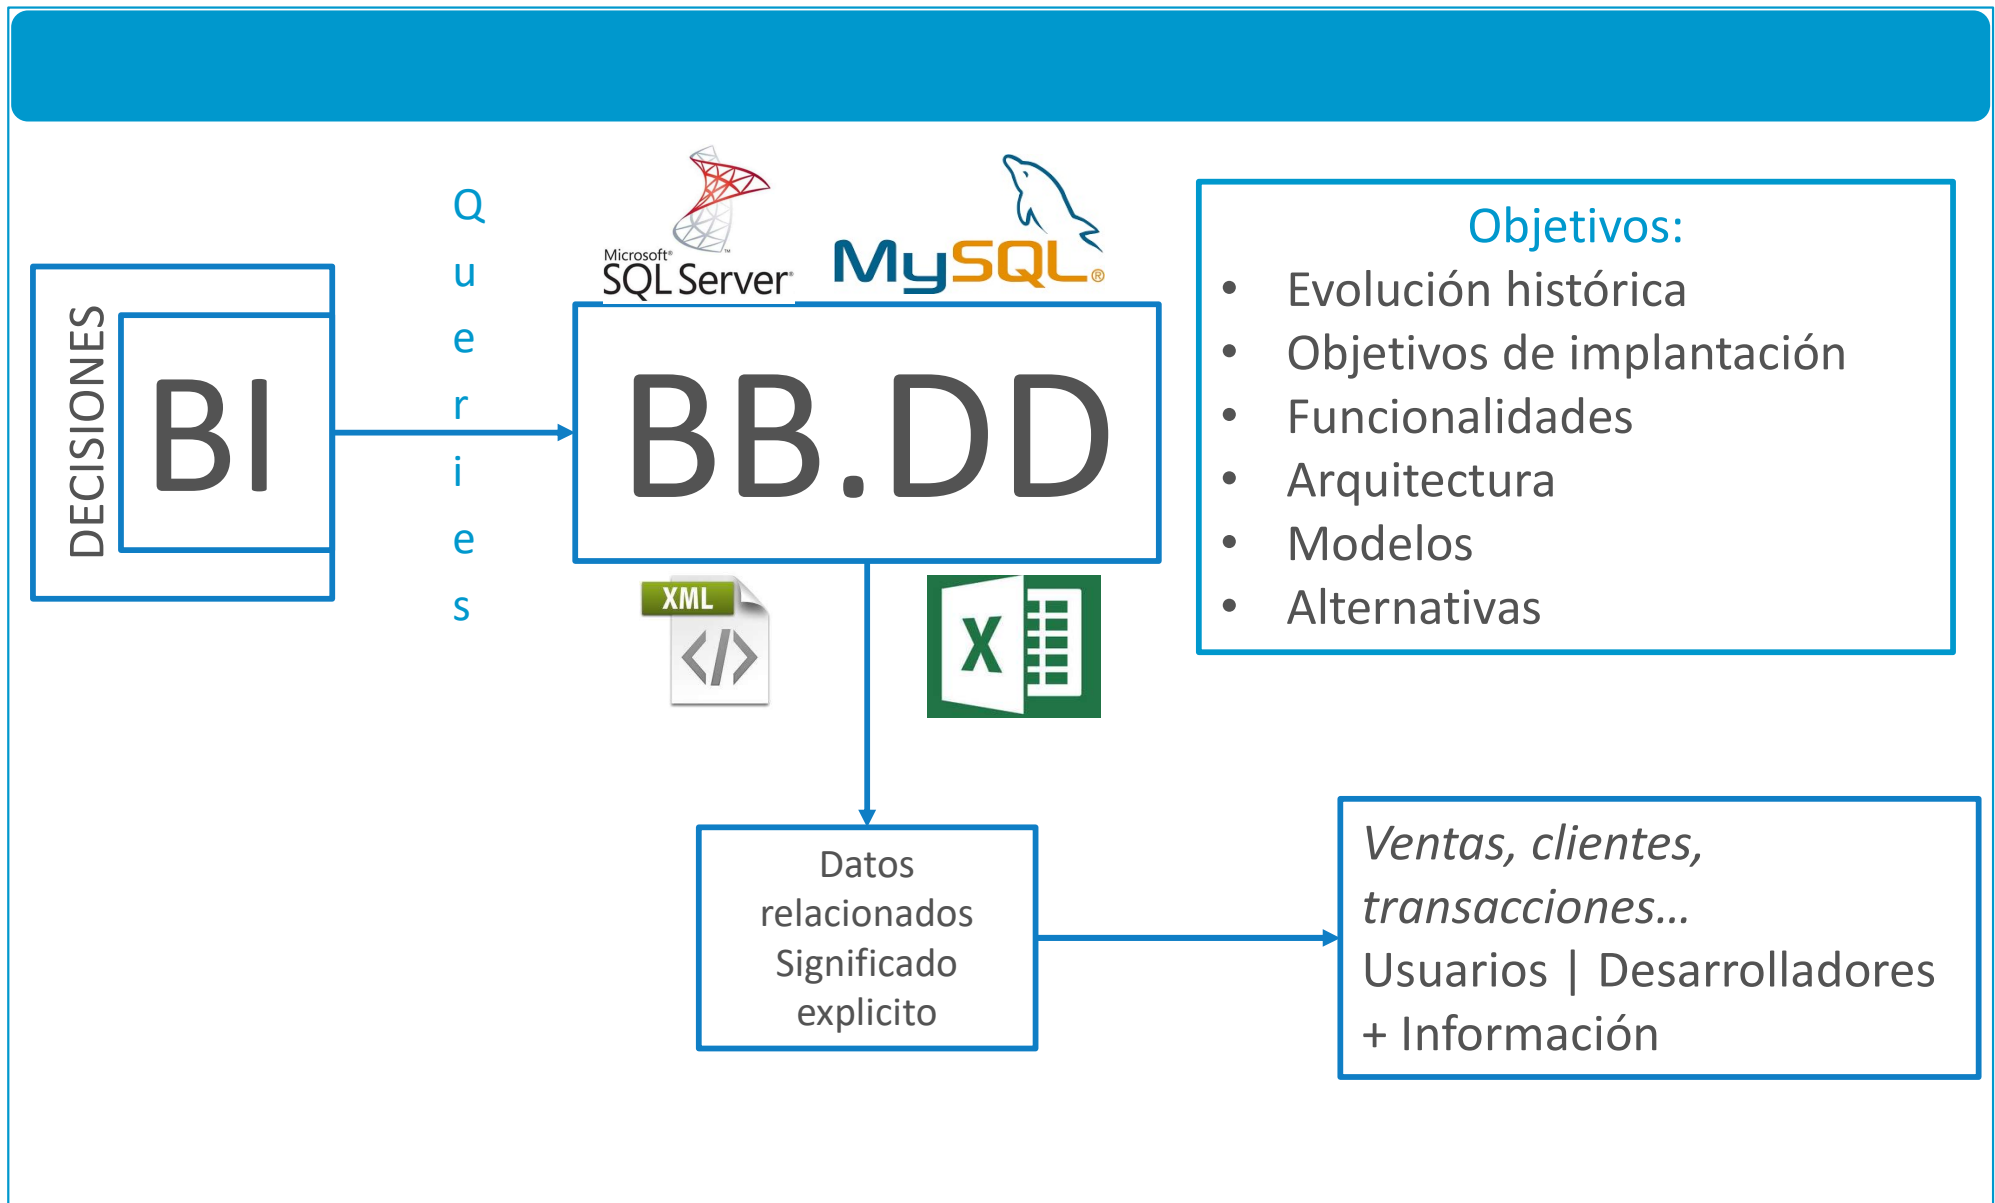 DECISIONES
BI
Queries
Microsoft®
SQL Server®
MySQL®
BB.DD
XML
</>
X
Objetivos:
• Evolución histórica
• Objetivos de implantación
• Funcionalidades
• Arquitectura
• Modelos
• Alternativas
Datos
relacionados
Significado
explicito
Ventas, clientes,
transacciones...
Usuarios | Desarrolladores
+ Información